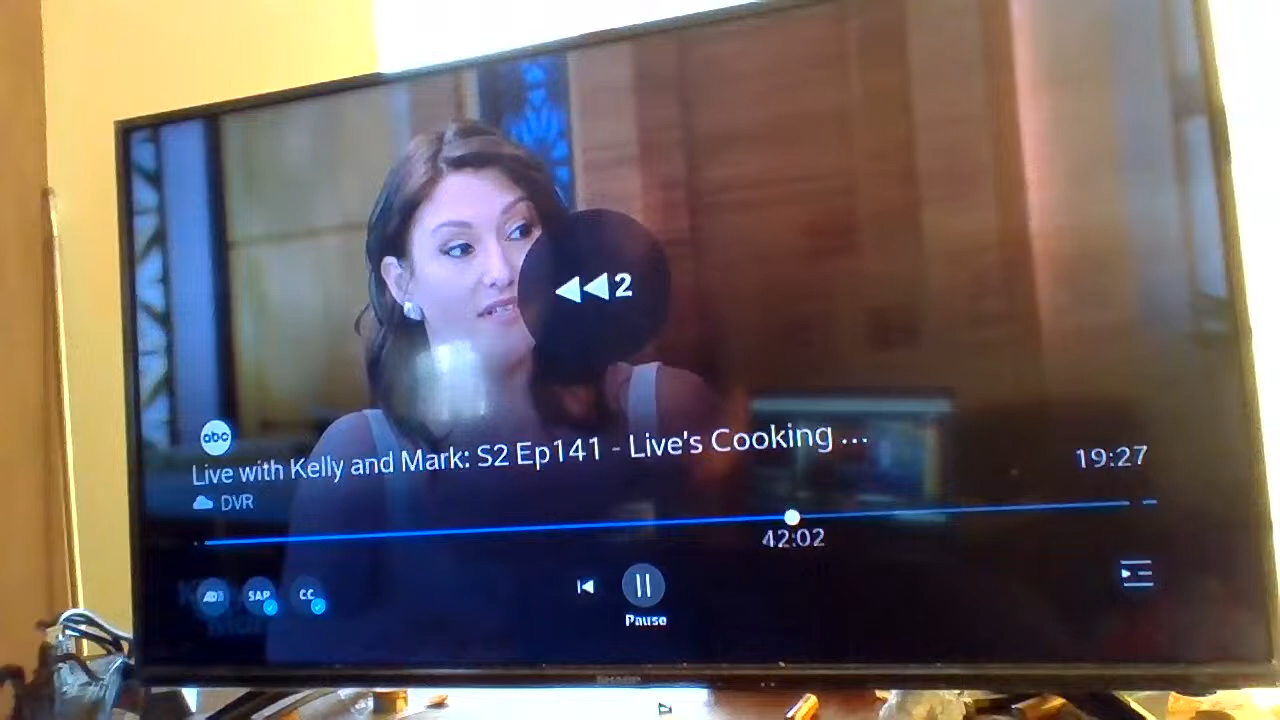 2
abc
Live with Kelly and Mark: S2 Ep141 - Live's Cooking ...
19:27
DVR
42:02
SAP
CC
Pause
SHARP